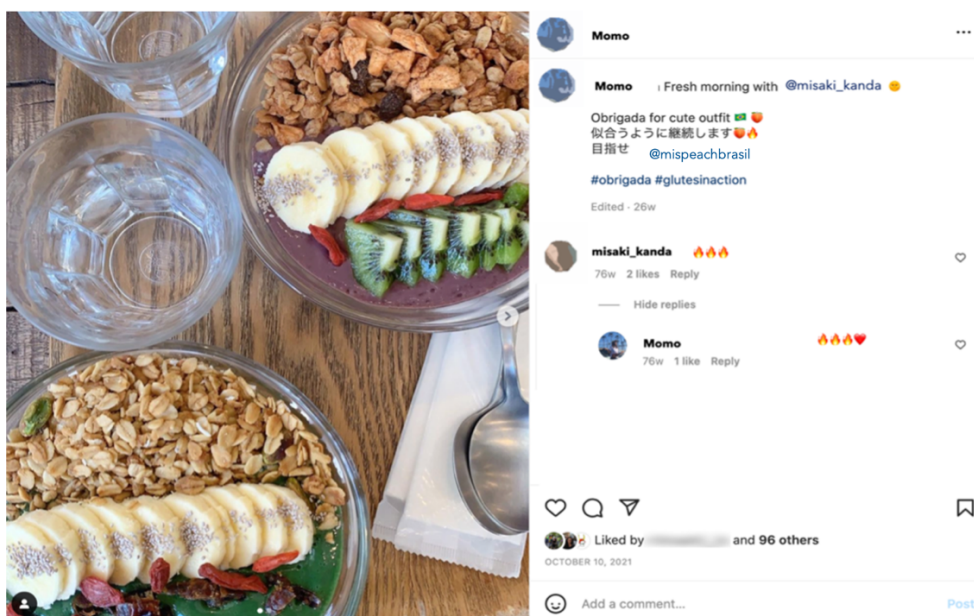 Momo
Momo Fresh morning with @misaki_kanda
Obrigada for cute outfit 🇧🇷 🍑
似合うように継続します🍑🔥
目指せ @mispeachbrasil
#obrigada #glutesinaction
Edited · 26w
misaki_kanda 🔥🔥🔥
76w 2 likes Reply
Hide replies
Momo 🔥🔥🔥❤️
76w 1 like Reply
Liked by and 96 others
OCTOBER 10, 2021
Add a comment...
Post